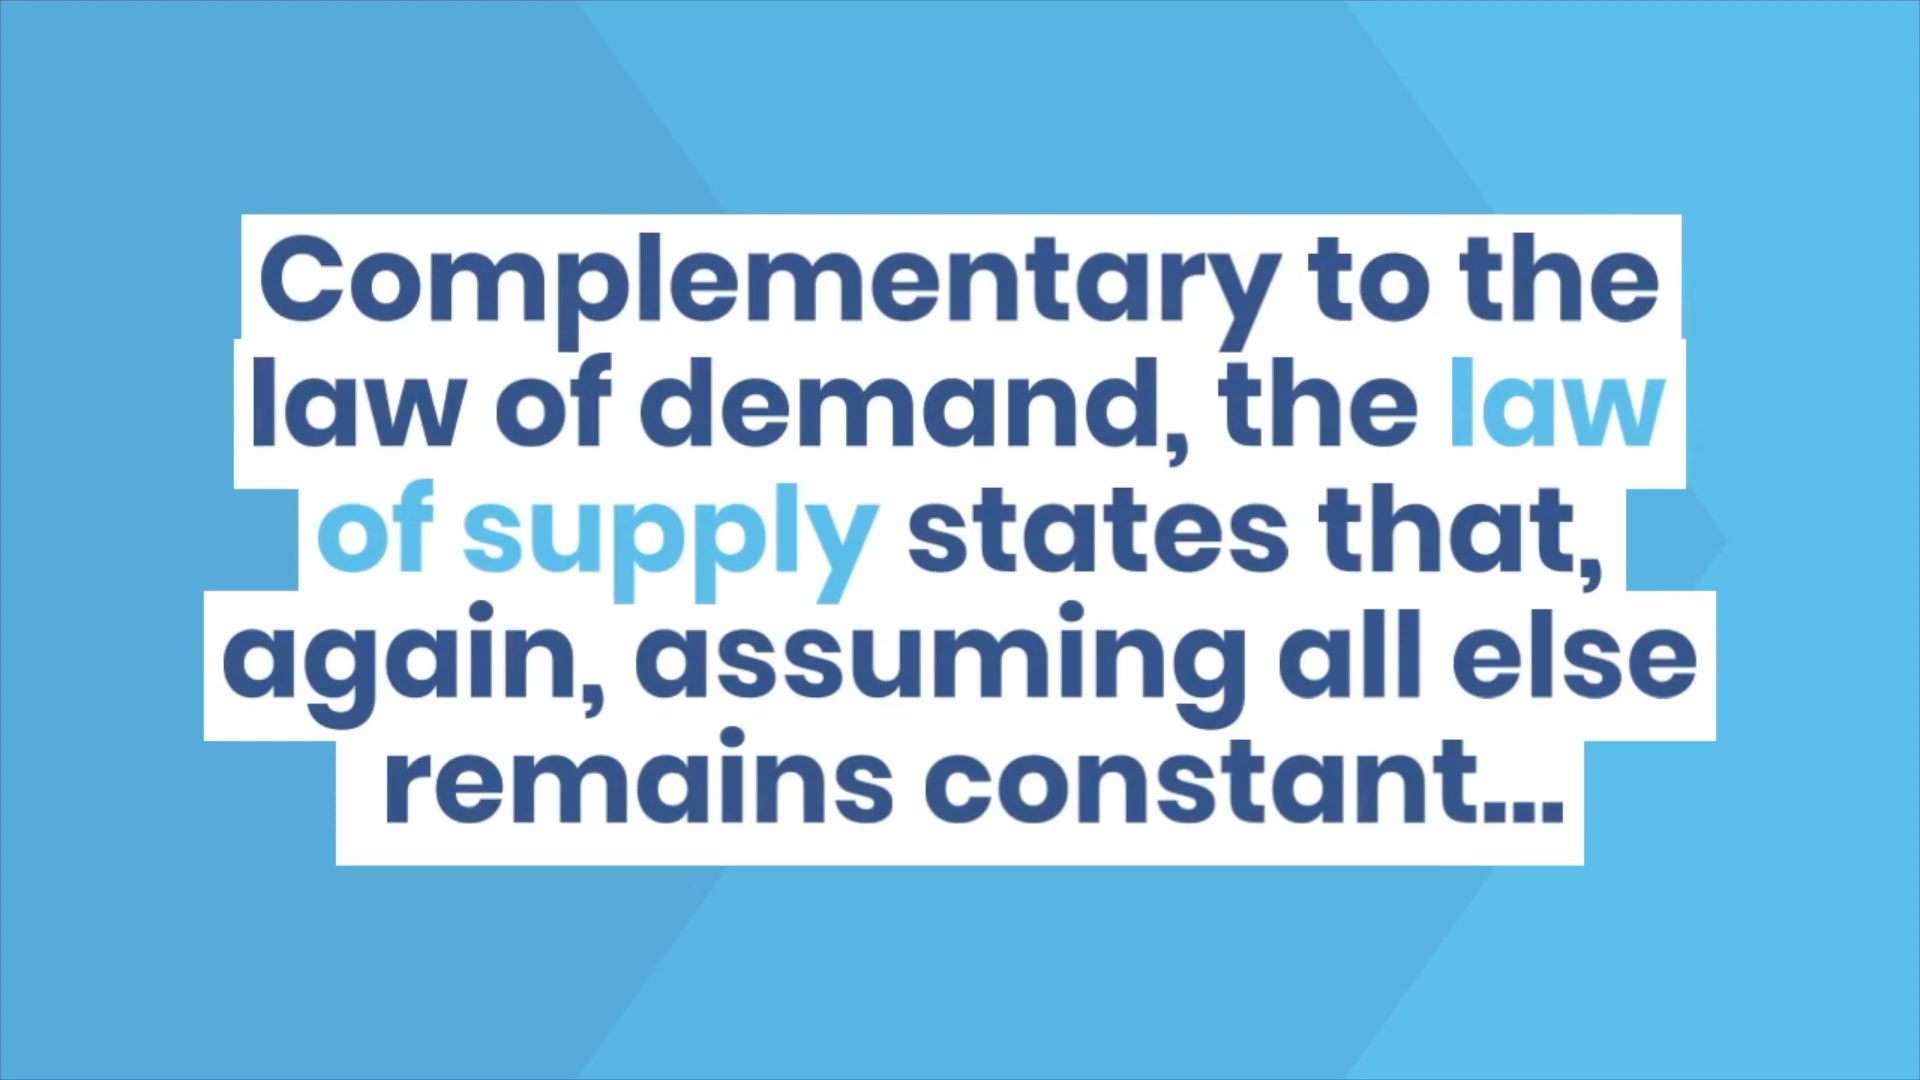 Complementary to the
law of demand, the law
of supply states that,
again, assuming all else
remains constant...